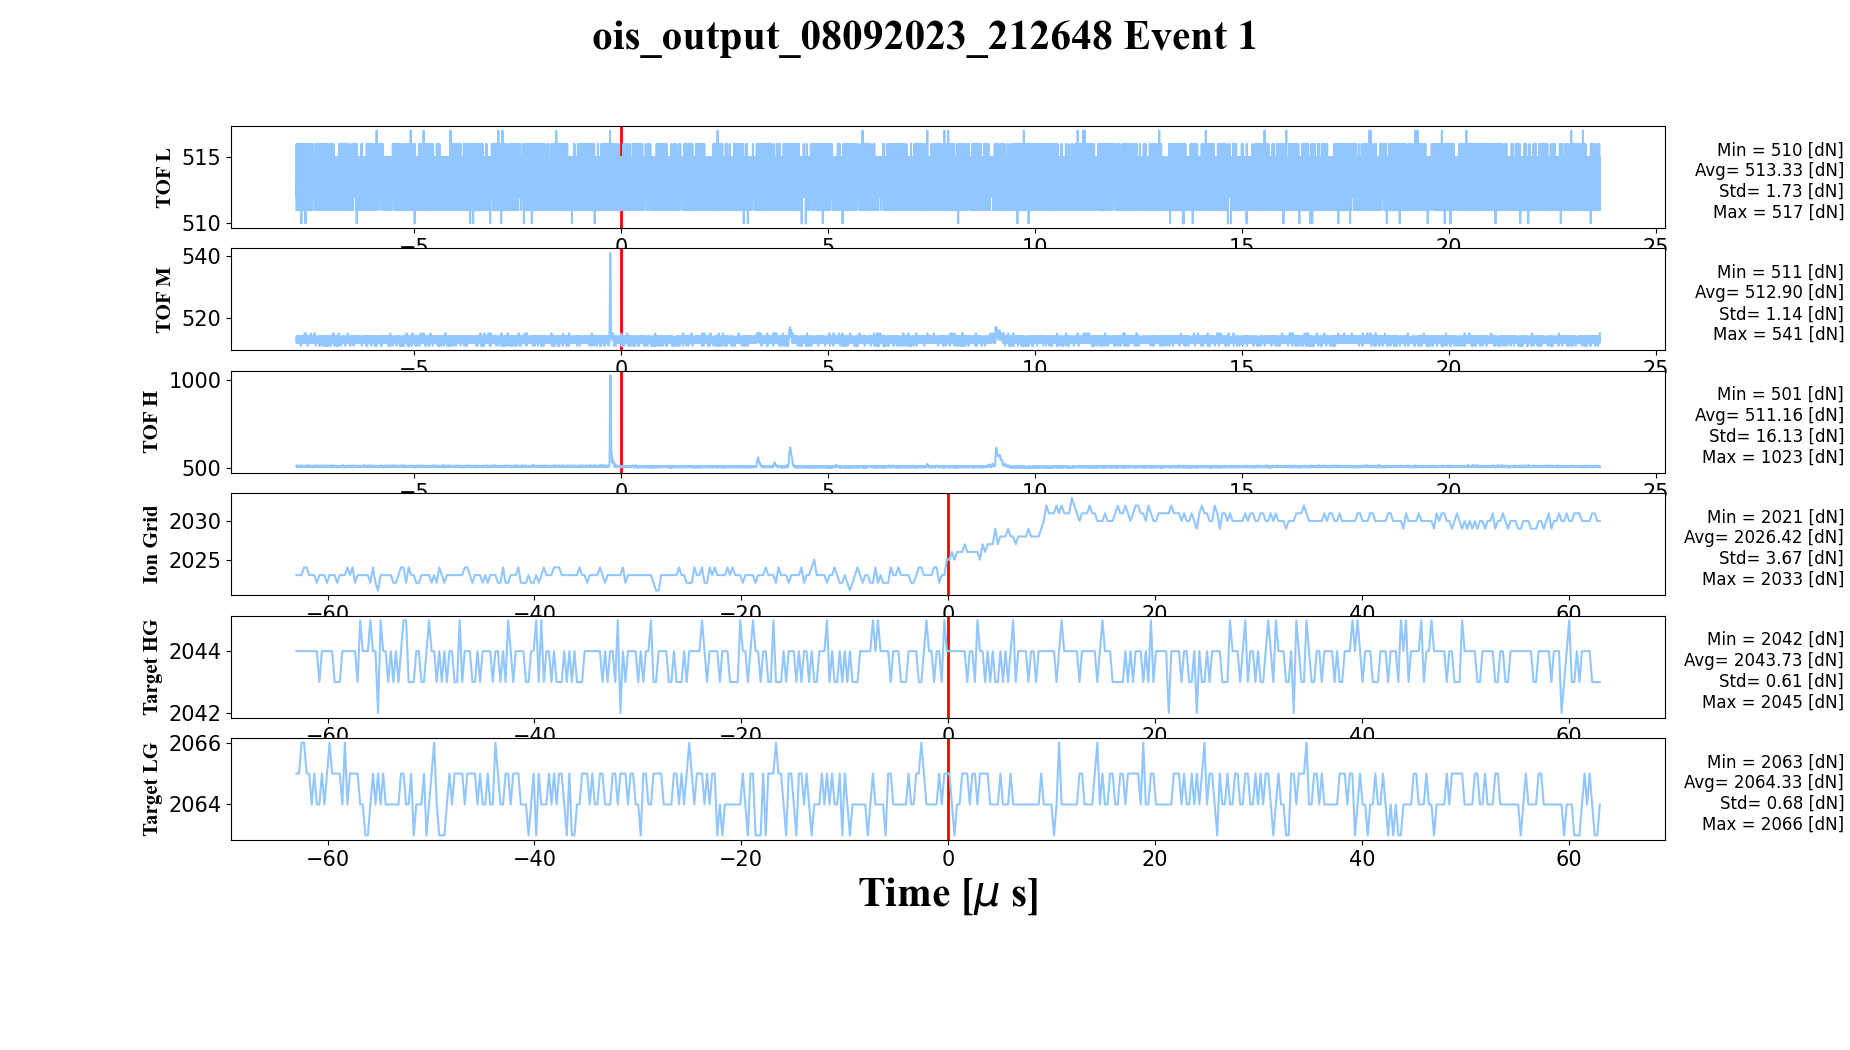 ois_output_08092023_212648 Event 1
TOF L
515
510
−5
0
5
10
15
20
25
Min = 510 [dN]
Avg= 513.33 [dN]
Std= 1.73 [dN]
Max = 517 [dN]
TOF M
540
520
−5
0
5
10
15
20
25
Min = 511 [dN]
Avg= 512.90 [dN]
Std= 1.14 [dN]
Max = 541 [dN]
TOF H
1000
500
−5
0
5
10
15
20
25
Min = 501 [dN]
Avg= 511.16 [dN]
Std= 16.13 [dN]
Max = 1023 [dN]
Ion Grid
2030
2025
−60
−40
−20
0
20
40
60
Min = 2021 [dN]
Avg= 2026.42 [dN]
Std= 3.67 [dN]
Max = 2033 [dN]
Target HG
2044
2042
−60
−40
−20
0
20
40
60
Min = 2042 [dN]
Avg= 2043.73 [dN]
Std= 0.61 [dN]
Max = 2045 [dN]
Target LG
2066
2064
−60
−40
−20
0
20
40
60
Min = 2063 [dN]
Avg= 2064.33 [dN]
Std= 0.68 [dN]
Max = 2066 [dN]
Time [μ s]